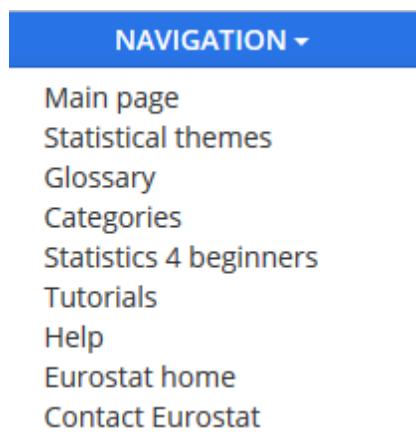 NAVIGATION
Main page
Statistical themes
Glossary
Categories
Statistics 4 beginners
Tutorials
Help
Eurostat home
Contact Eurostat